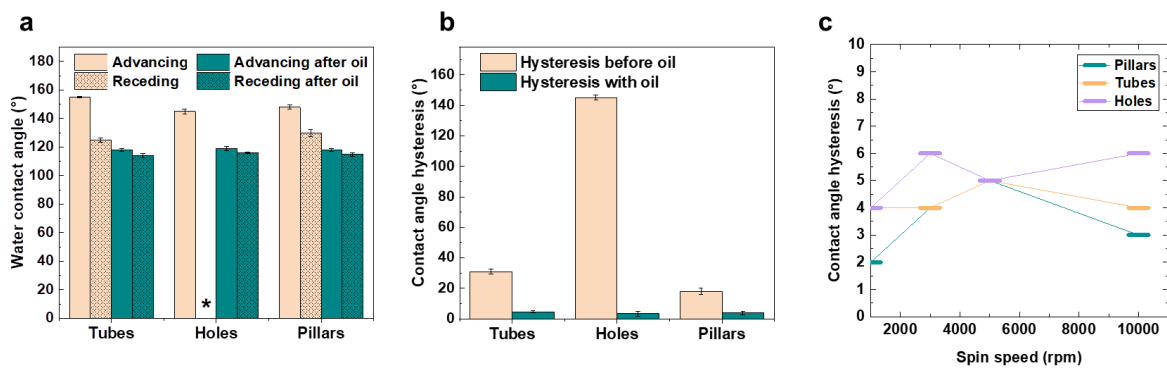 a
Advancing
Advancing after oil
Receding
Receding after oil
Water contact angle (°)
180
160
140
120
100
80
60
40
20
0
*
Tubes
Holes
Pillars
b
Hysteresis before oil
Hysteresis with oil
Contact angle hysteresis (°)
160
140
120
100
80
60
40
20
0
Tubes
Holes
Pillars
c
Pillars
Tubes
Holes
Contact angle hysteresis (°)
10
9
8
7
6
5
4
3
2
1
0
2000
4000
6000
8000
10000
Spin speed (rpm)